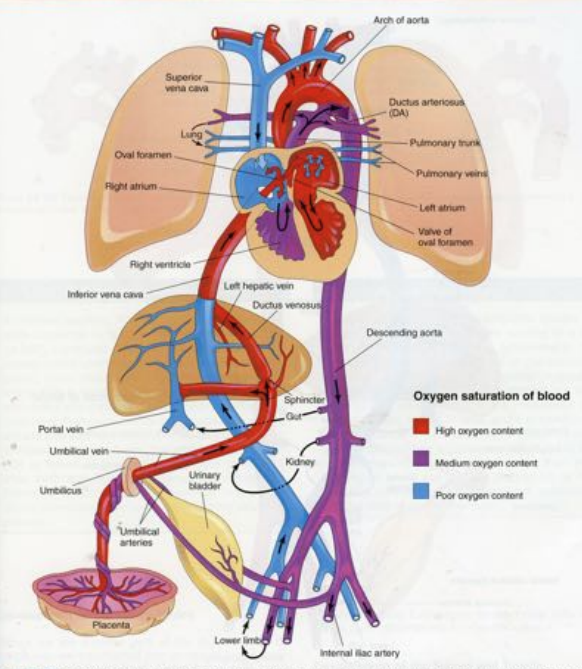 Arch of aorta
Superior
vena cava
Ductus arteriosus
(DA)
Lung
Pulmonary trunk
Oval foramen
Pulmonary veins
Right atrium
Left atrium
Valve of
oval foramen
Right ventricle
Inferior vena cava
Left hepatic vein
Ductus venosus
Descending aorta
Oxygen saturation of blood
High oxygen content
Medium oxygen content
Poor oxygen content
Sphincter
Gut
Portal vein
Umbilical vein
Kidney
Umbilicus
Urinary
bladder
Umbilical
arteries
Placenta
Lower limb
Internal iliac artery